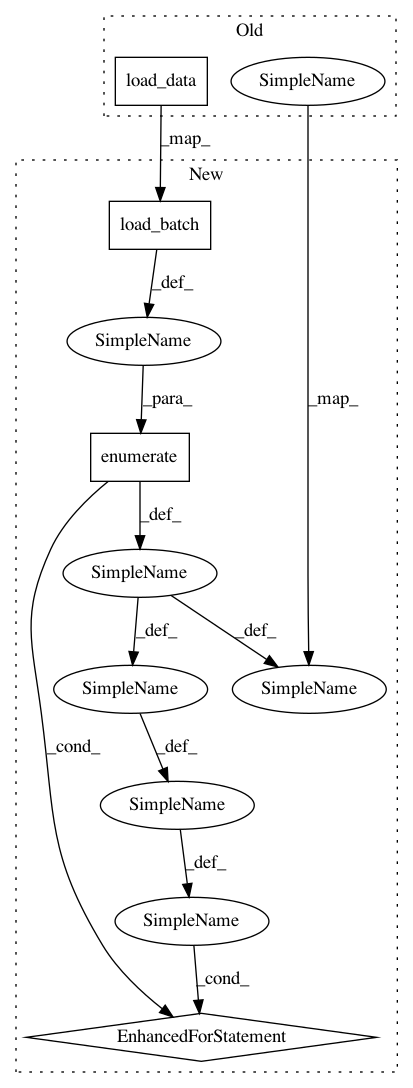 Old
load_data
SimpleName
_map_
New
load_batch
_def_
SimpleName
_para_
_map_
enumerate
_def_
SimpleName
_def_
_def_
SimpleName
SimpleName
_cond_
_def_
SimpleName
_def_
SimpleName
_cond_
EnhancedForStatement